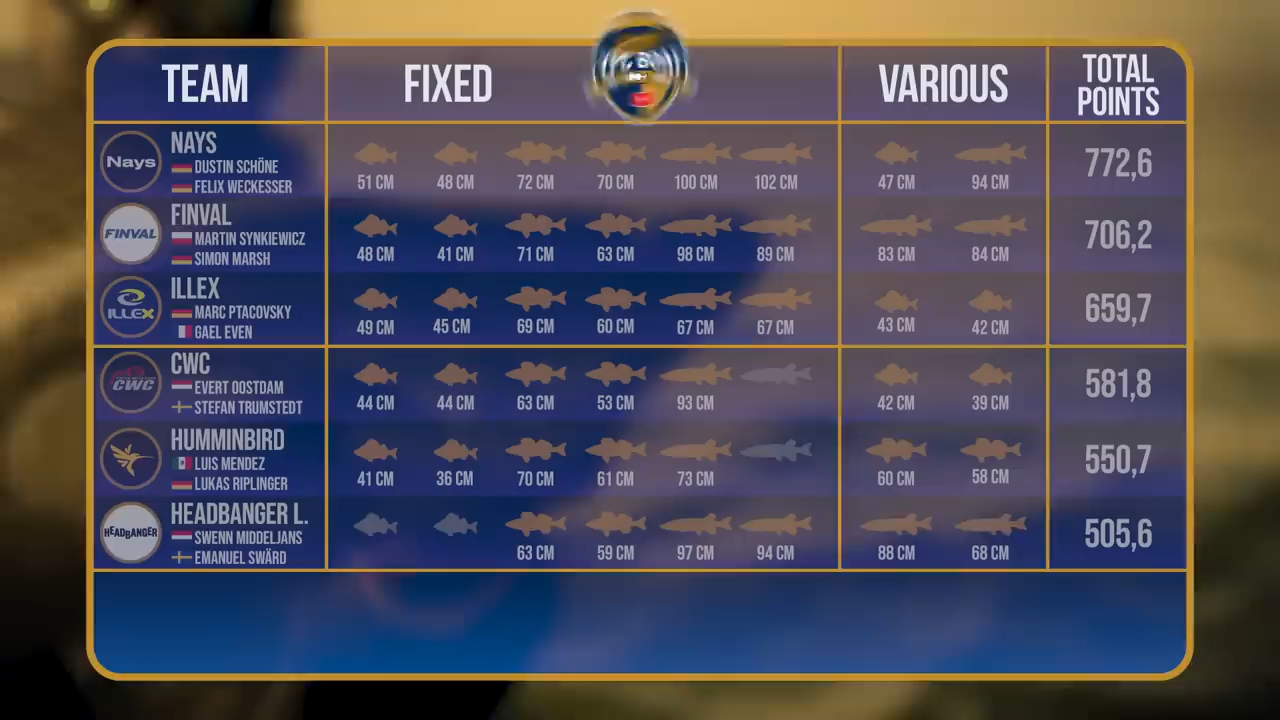 TEAM FIXED VARIOUS TOTAL POINTS
Nays NAYS
DUSTIN SCHÖNE
FELIX WECKESSER
51 CM 48 CM 72 CM 70 CM 100 CM 102 CM 47 CM 94 CM 772,6
FINVAL FINVAL
MARTIN SYNKIEWICZ
SIMON MARSH
48 CM 41 CM 71 CM 63 CM 98 CM 89 CM 83 CM 84 CM 706,2
ILLEX ILLEX
MARC PTACOVSKY
GAEL EVEN
49 CM 45 CM 69 CM 60 CM 67 CM 67 CM 43 CM 42 CM 659,7
CWC CWC
EVERT OOSTDAM
STEFAN TRUMSTEDT
44 CM 44 CM 63 CM 53 CM 93 CM 42 CM 39 CM 581,8
HUMMINBIRD
LUIS MENDEZ
LUKAS RIPLINGER
41 CM 36 CM 70 CM 61 CM 73 CM 60 CM 58 CM 550,7
HEADBANGER HEADBANGER L.
SWENN MIDDELJANS
EMANUEL SWÄRD
63 CM 59 CM 97 CM 94 CM 88 CM 68 CM 505,6